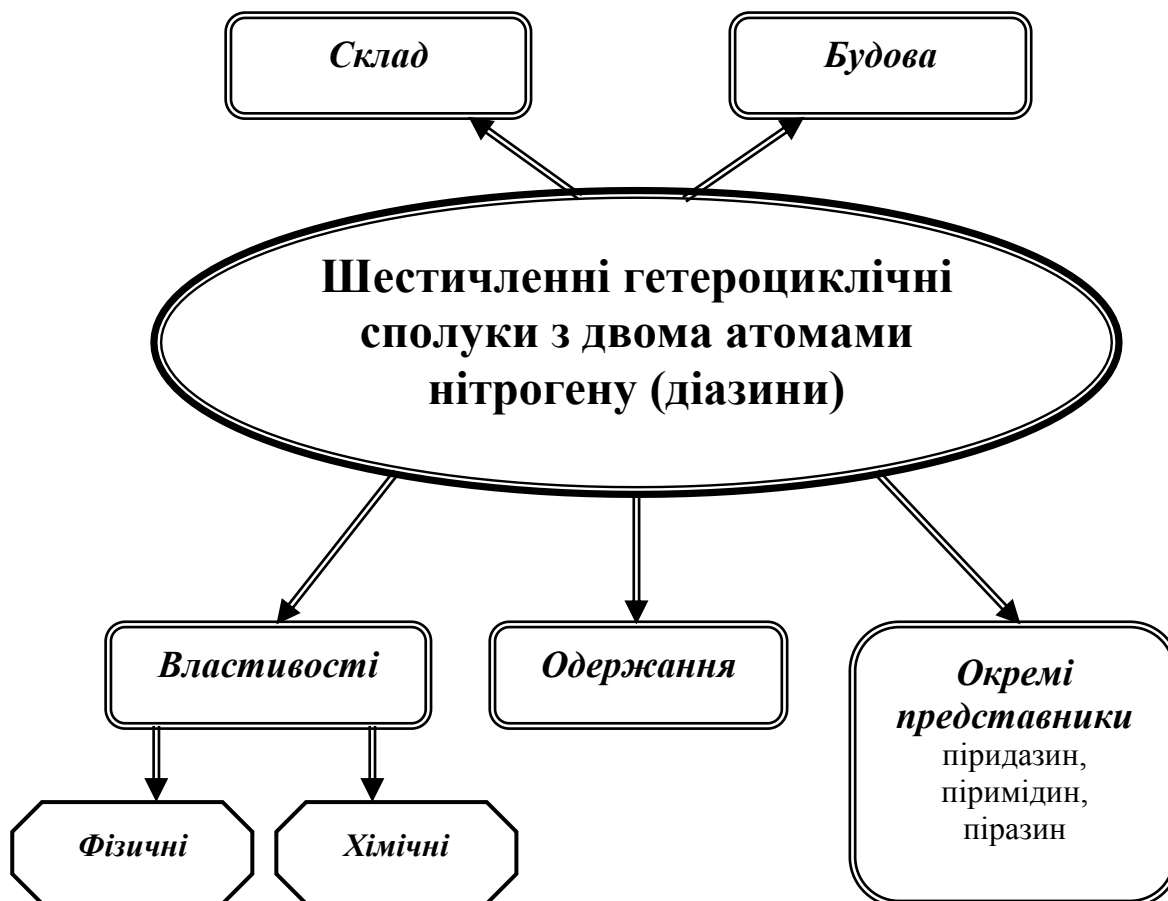 Склад
Будова
Шестичленні гетероциклічні
сполуки з двома атомами
нітрогену (діазини)
Властивості
Одержання
Окремі
представники
піридазин,
піримідин,
піразин
Фізичні
Хімічні